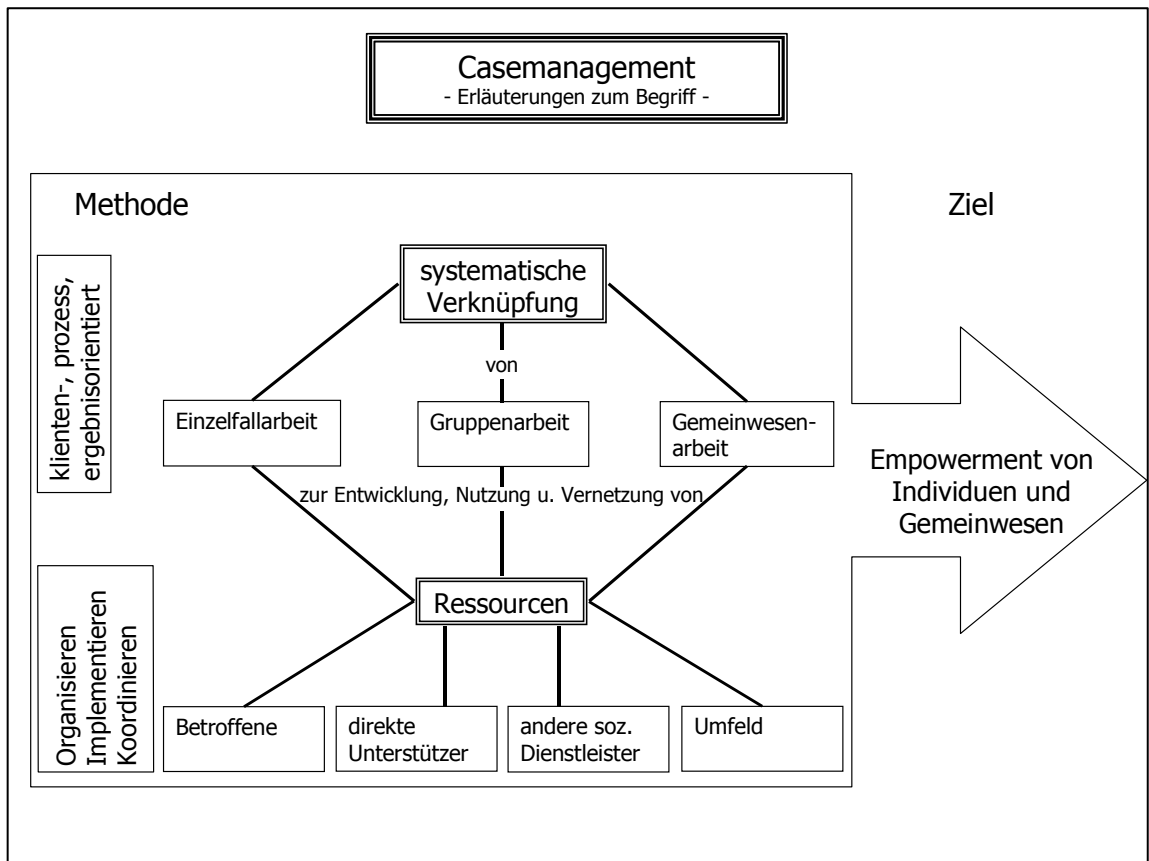 Casemanagement
- Erläuterungen zum Begriff -
Methode
Ziel
klienten-, prozess,
ergebnisorientiert
systematische
Verknüpfung
von
Einzelfallarbeit
Gruppenarbeit
Gemeinwesen-
arbeit
zur Entwicklung, Nutzung u. Vernetzung von
Empowerment von
Individuen und
Gemeinwesen
Ressourcen
Organisieren
Implementieren
Koordinieren
Betroffene
direkte
Unterstützer
andere soz.
Dienstleister
Umfeld